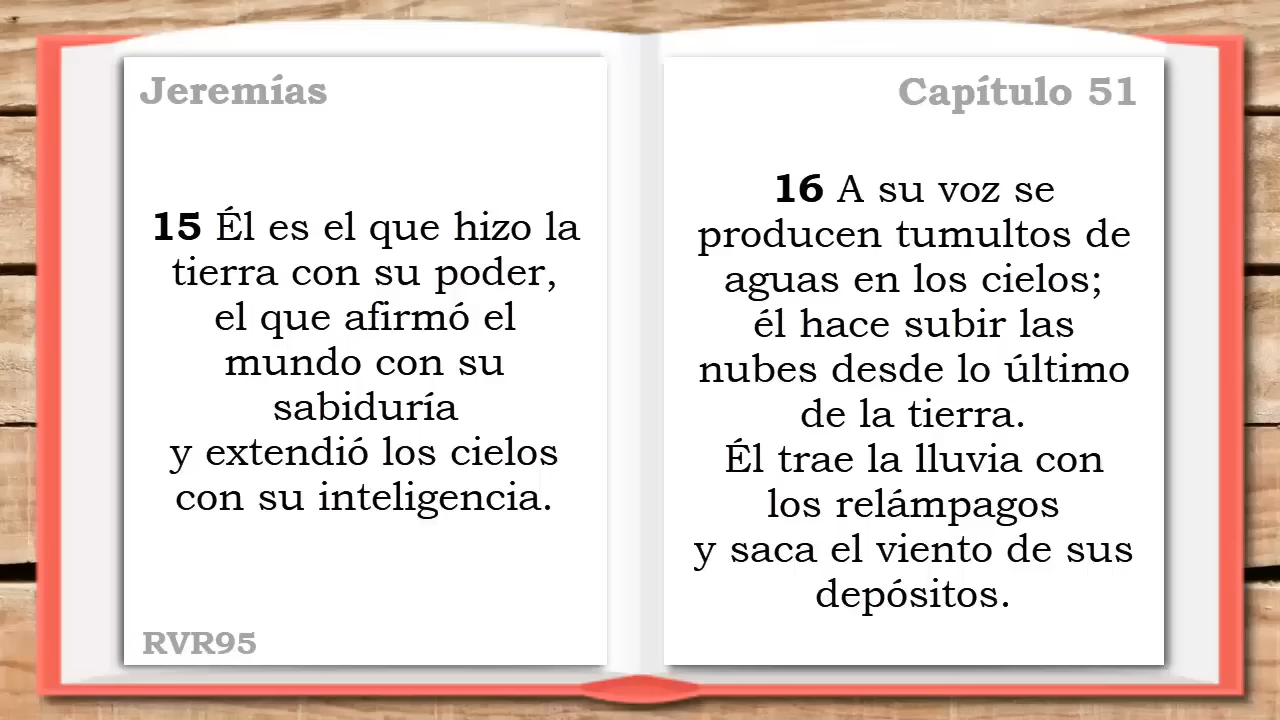 Jeremías
15 Él es el que hizo la
tierra con su poder,
el que afirmó el
mundo con su
sabiduría
y extendió los cielos
con su inteligencia.
RVR95
Capítulo 51
16 A su voz se
producen tumultos de
aguas en los cielos;
él hace subir las
nubes desde lo último
de la tierra.
Él trae la lluvia con
los relámpagos
y saca el viento de sus
depósitos.